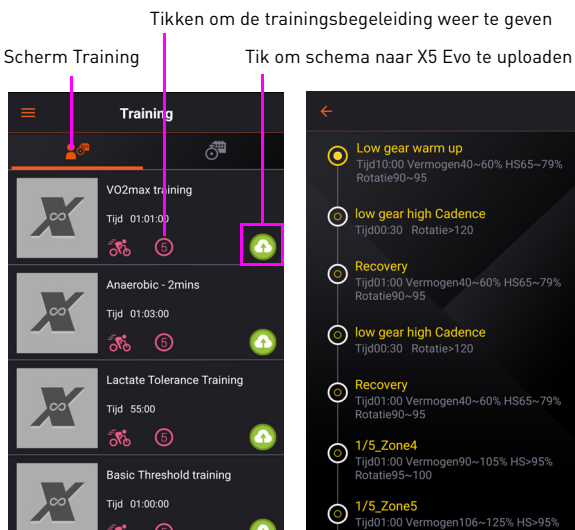 Tikken om de trainingsbegeleiding weer te geven
Scherm Training
Tik om schema naar X5 Evo te uploaden
Training
VO2max training
Tijd 01:01:00
5
Anaerobic - 2mins
Tijd 01:03:00
5
Lactate Tolerance Training
Tijd 55:00
5
Basic Threshold training
Tijd 01:00:00
5
Low gear warm up
Tijd10:00 Vermogen40~60% HS65~79%
Rotatie90~95
low gear high Cadence
Tijd00:30 Rotatie>120
Recovery
Tijd01:00 Vermogen40~60% HS65~79%
Rotatie90~95
low gear high Cadence
Tijd00:30 Rotatie>120
Recovery
Tijd01:00 Vermogen40~60% HS65~79%
Rotatie90~95
1/5_Zone4
Tijd01:00 Vermogen90~105% HS>95%
Rotatie95~100
1/5_Zone5
Tijd01:00 Vermogen106~125% HS>95%